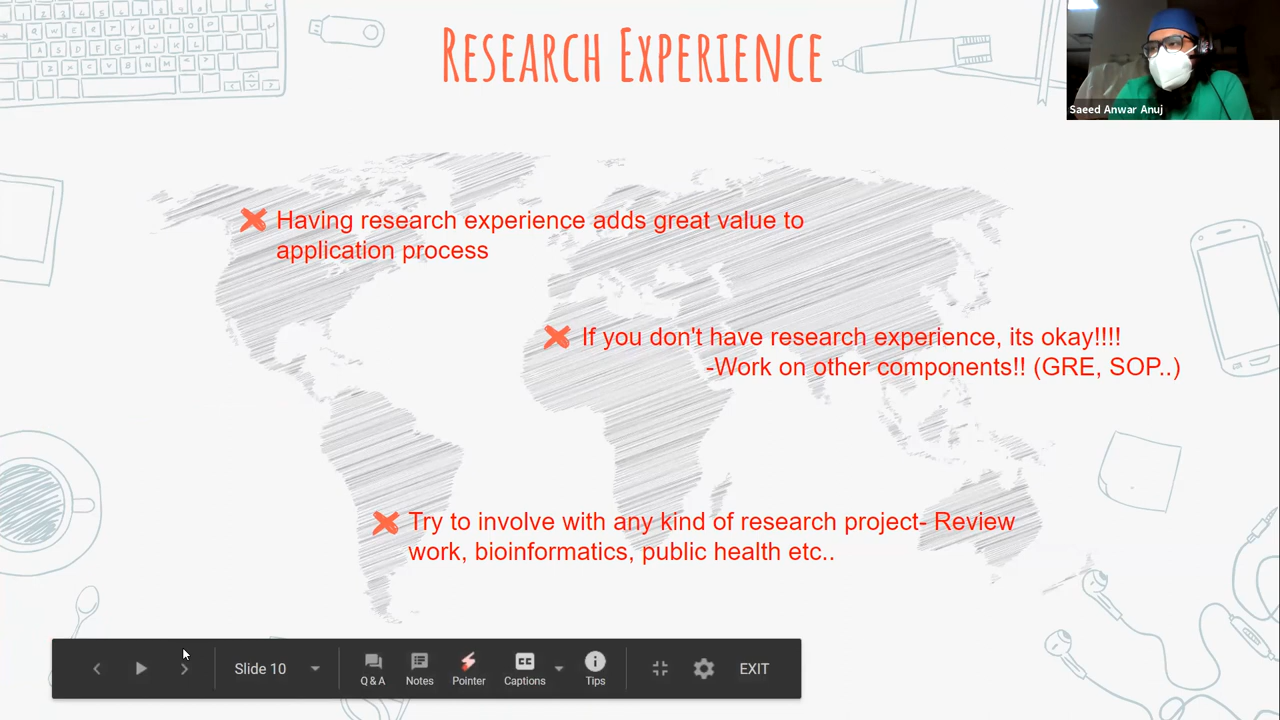 Research Experience
Saeed Anwar Anuj
Having research experience adds great value to
application process
If you don't have research experience, its okay!!!!
-Work on other components!! (GRE, SOP..)
Try to involve with any kind of research project- Review
work, bioinformatics, public health etc..
Slide 10
Q & A
Notes
Pointer
CC
Captions
Tips
EXIT